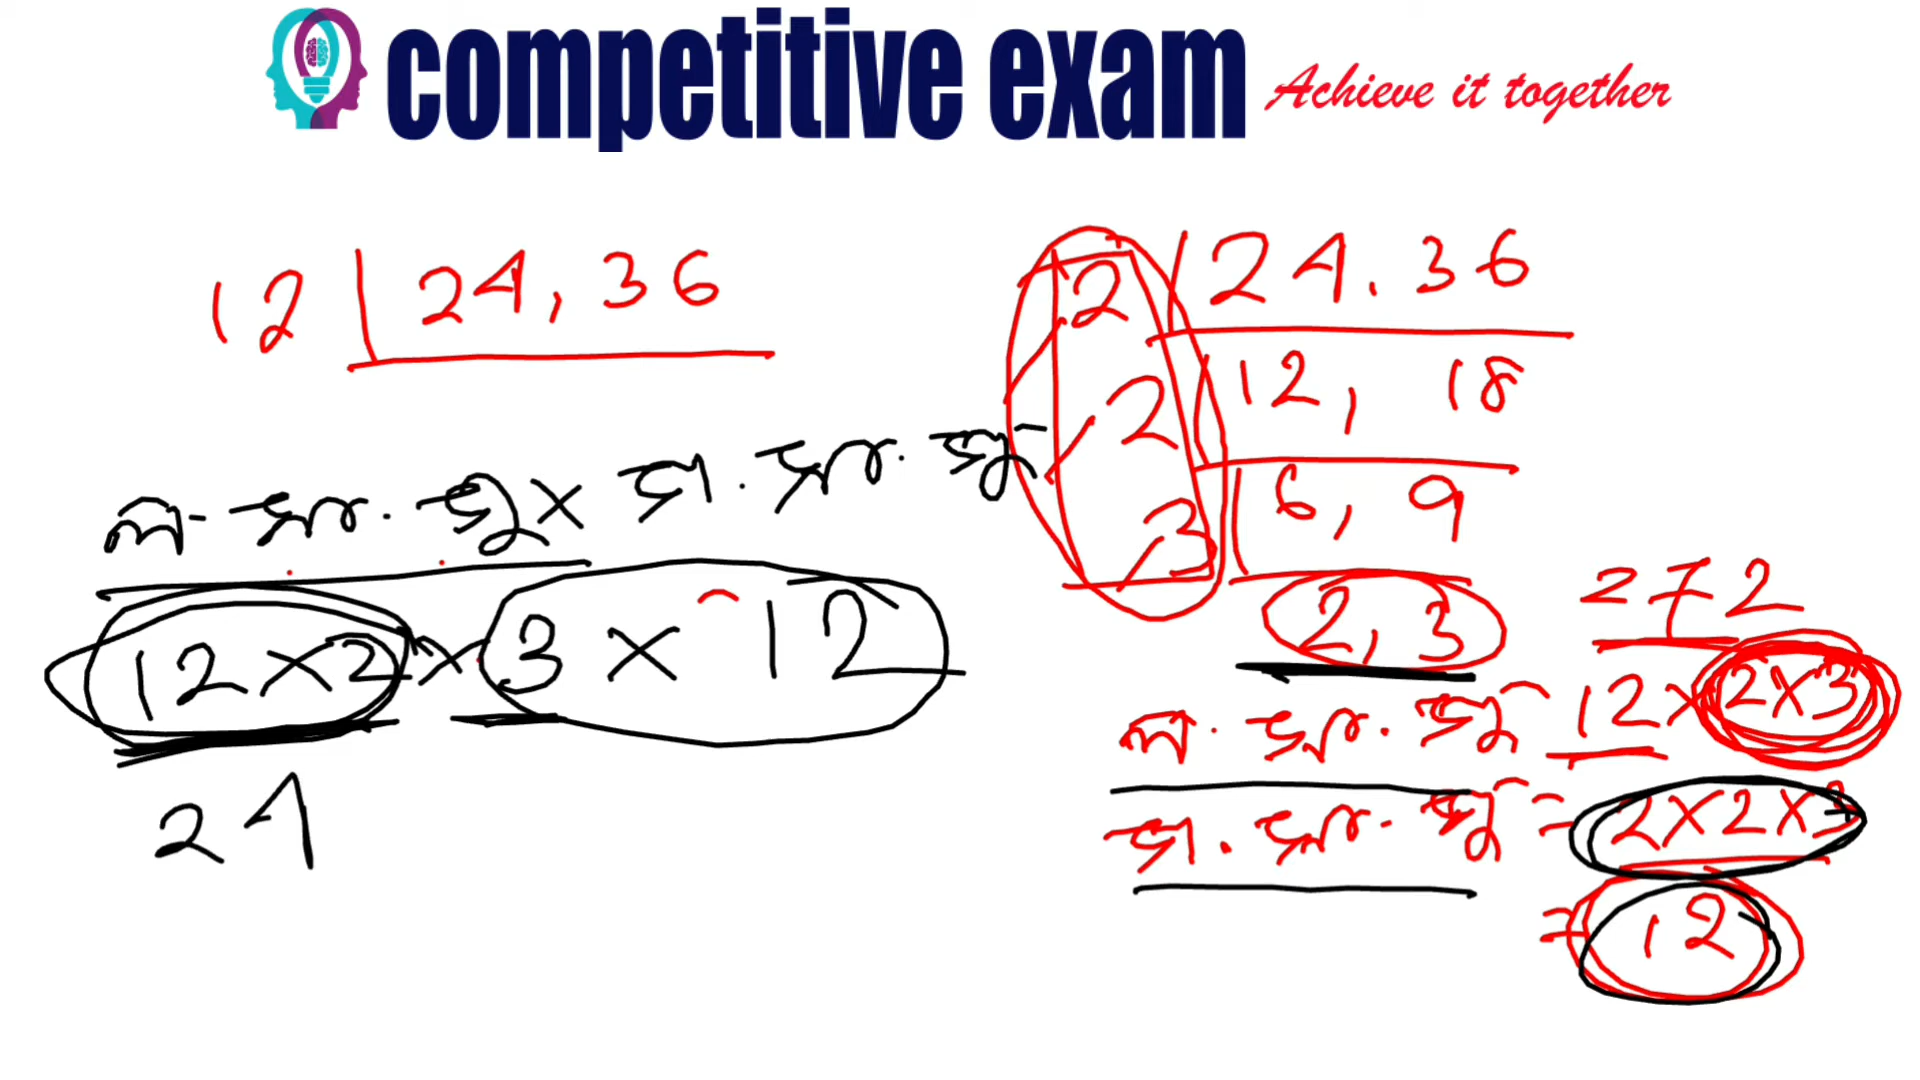 competitive exam Achieve it together
12 | 24, 36
2 | 24, 36
2 | 12, 18
3 | 6, 9
2, 3
ল. সা. গু × গ. সা. গু
12 × 2 × 3 × 12
24
272
12 × 2×3
ল. সা. গু
গ. সা. গু = 2×2×3
= 12